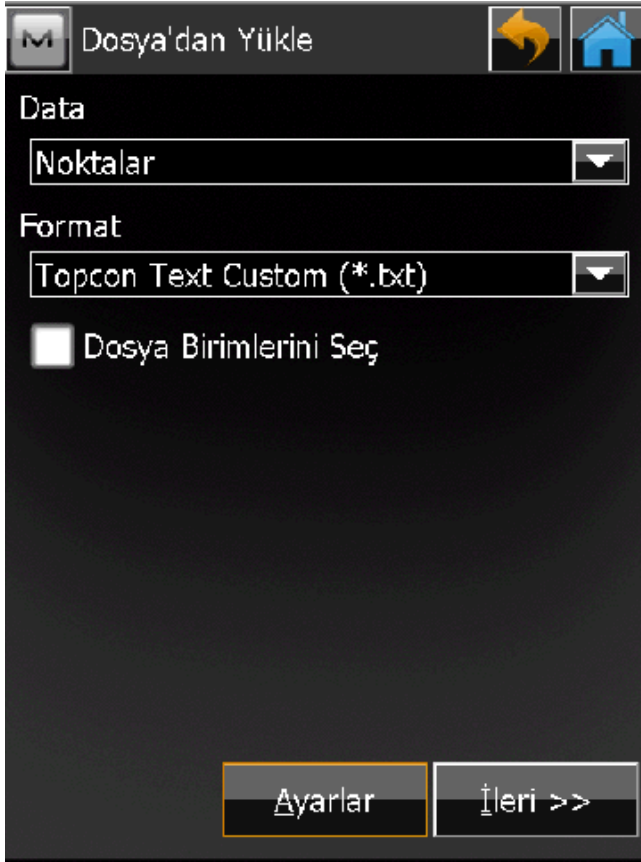 Dosya'dan Yükle
Data
Noktalar
Format
Topcon Text Custom (*.txt)
Dosya Birimlerini Seç
Ayarlar
İleri >>